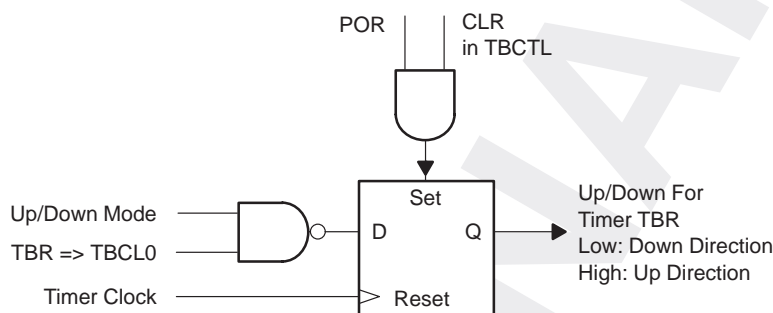 POR
CLR
in TBCTL
Set
Up/Down Mode
TBR => TBCL0
Timer Clock
D
Q
Reset
Up/Down For
Timer TBR
Low: Down Direction
High: Up Direction